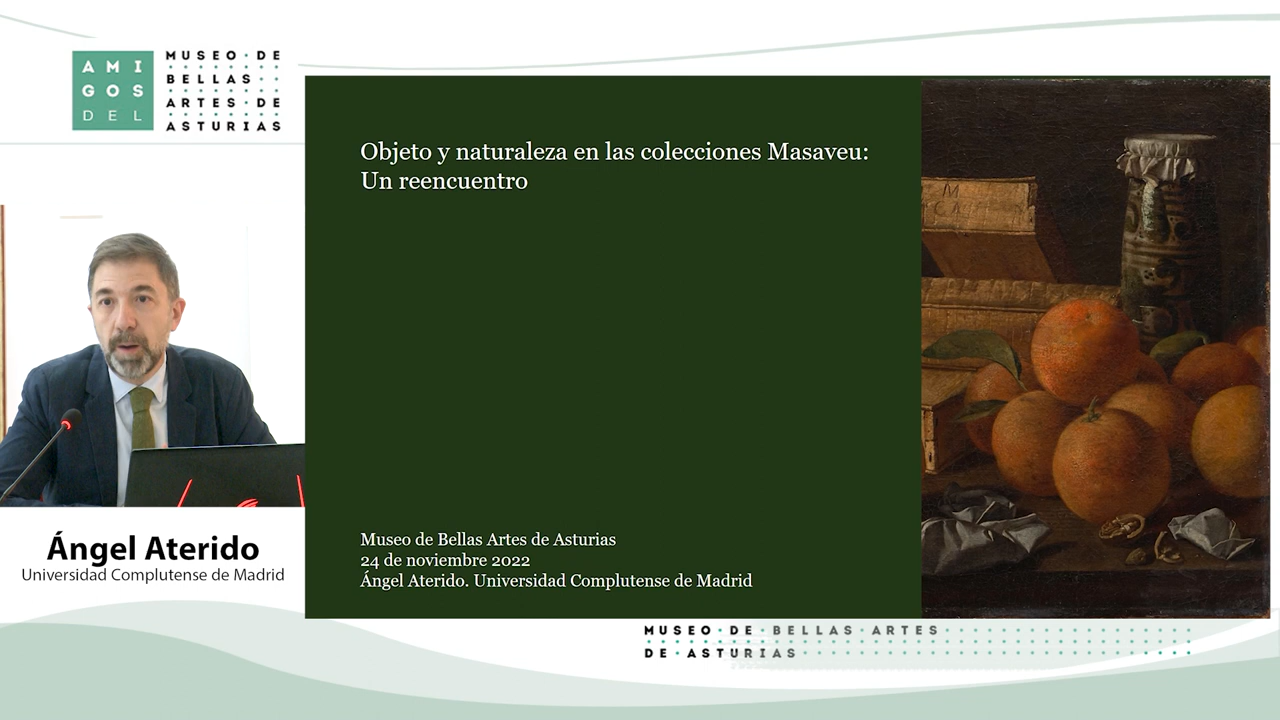 AMI
GOS
DEL
MUSEO DE
BELLAS
ARTES DE
ASTURIAS
Objeto y naturaleza en las colecciones Masaveu:
Un reencuentro
Museo de Bellas Artes de Asturias
24 de noviembre 2022
Ángel Aterido. Universidad Complutense de Madrid
Ángel Aterido
Universidad Complutense de Madrid
MUSEO DE BELLAS ARTES
DE ASTURIAS